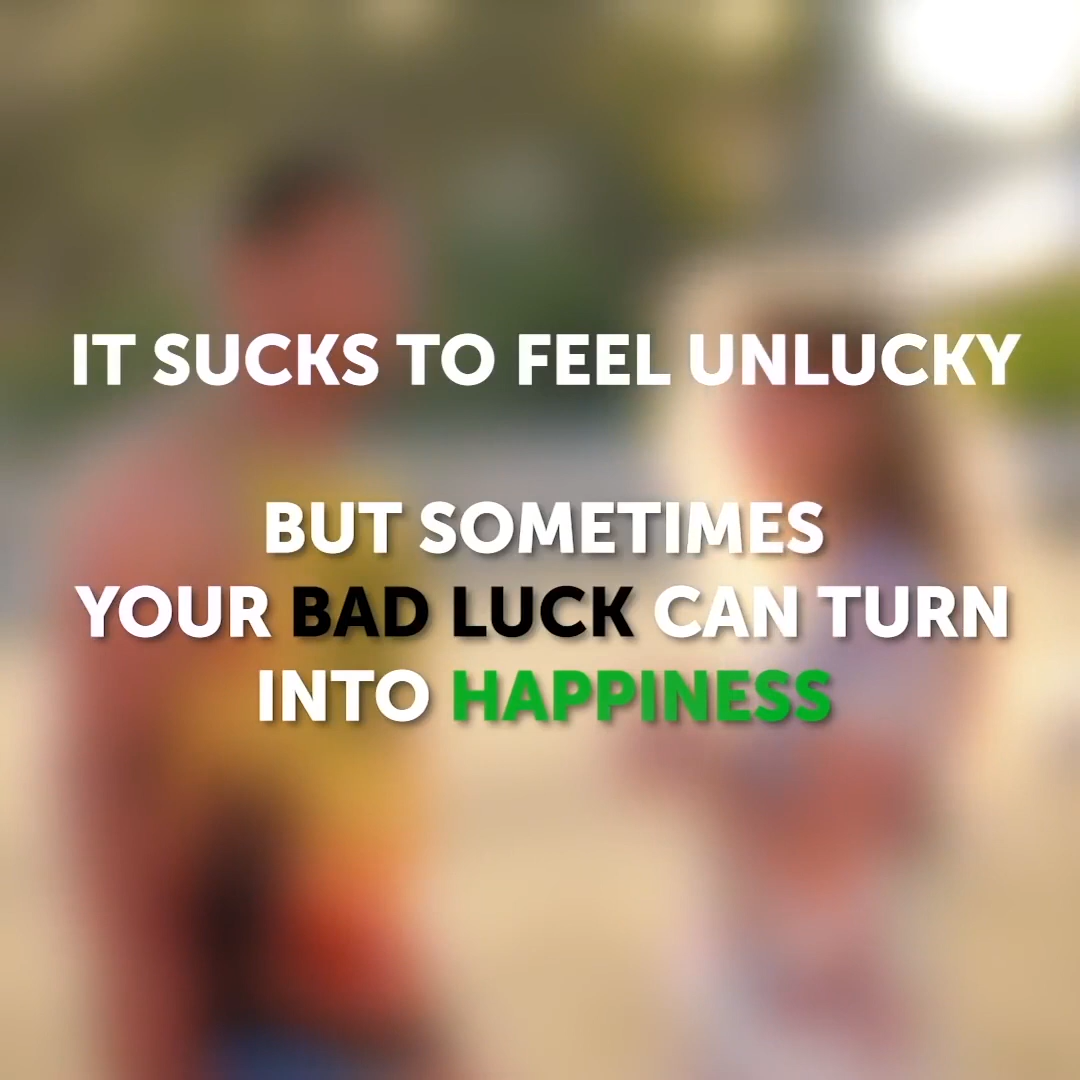 IT SUCKS TO FEEL UNLUCKY
BUT SOMETIMES
YOUR BAD LUCK CAN TURN
INTO HAPPINESS